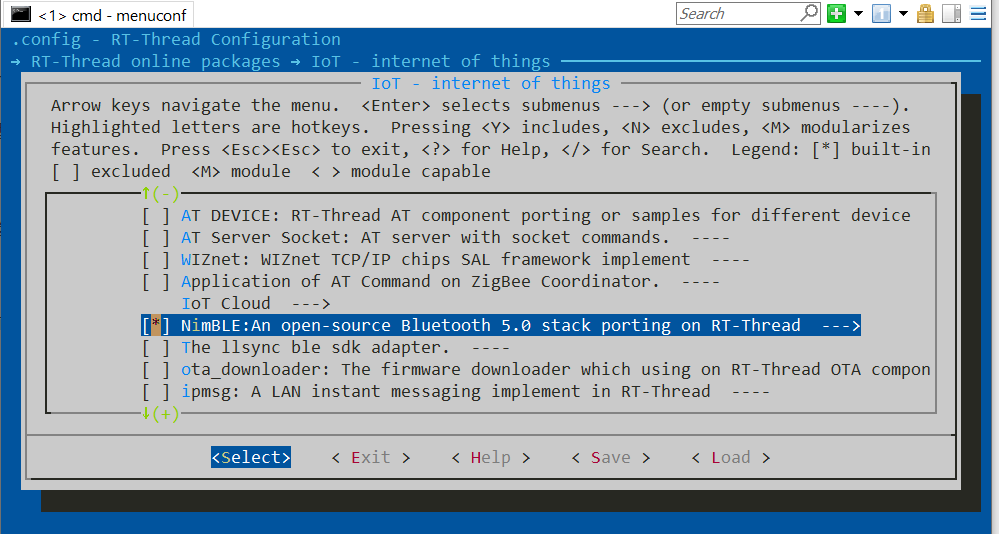 <1> cmd - menuconf
Search
.config - RT-Thread Configuration
→ RT-Thread online packages → IoT - internet of things
IoT - internet of things
Arrow keys navigate the menu.  <Enter> selects submenus ---> (or empty submenus ----).
Highlighted letters are hotkeys.  Pressing <Y> includes, <N> excludes, <M> modularizes
features.  Press <Esc><Esc> to exit, <?> for Help, </> for Search.  Legend: [*] built-in
[ ] excluded  <M> module  < > module capable
↑(-)
[ ] AT DEVICE: RT-Thread AT component porting or samples for different device
[ ] AT Server Socket: AT server with socket commands.  ----
[ ] WIZnet: WIZnet TCP/IP chips SAL framework implement  ----
[ ] Application of AT Command on ZigBee Coordinator.  ----
IoT Cloud  --->
[*] NimBLE:An open-source Bluetooth 5.0 stack porting on RT-Thread  --->
[ ] The llsync ble sdk adapter.  ----
[ ] ota_downloader: The firmware downloader which using on RT-Thread OTA compon
[ ] ipmsg: A LAN instant messaging implement in RT-Thread  ----
↓(+)
<Select>    < Exit >    < Help >    < Save >    < Load >